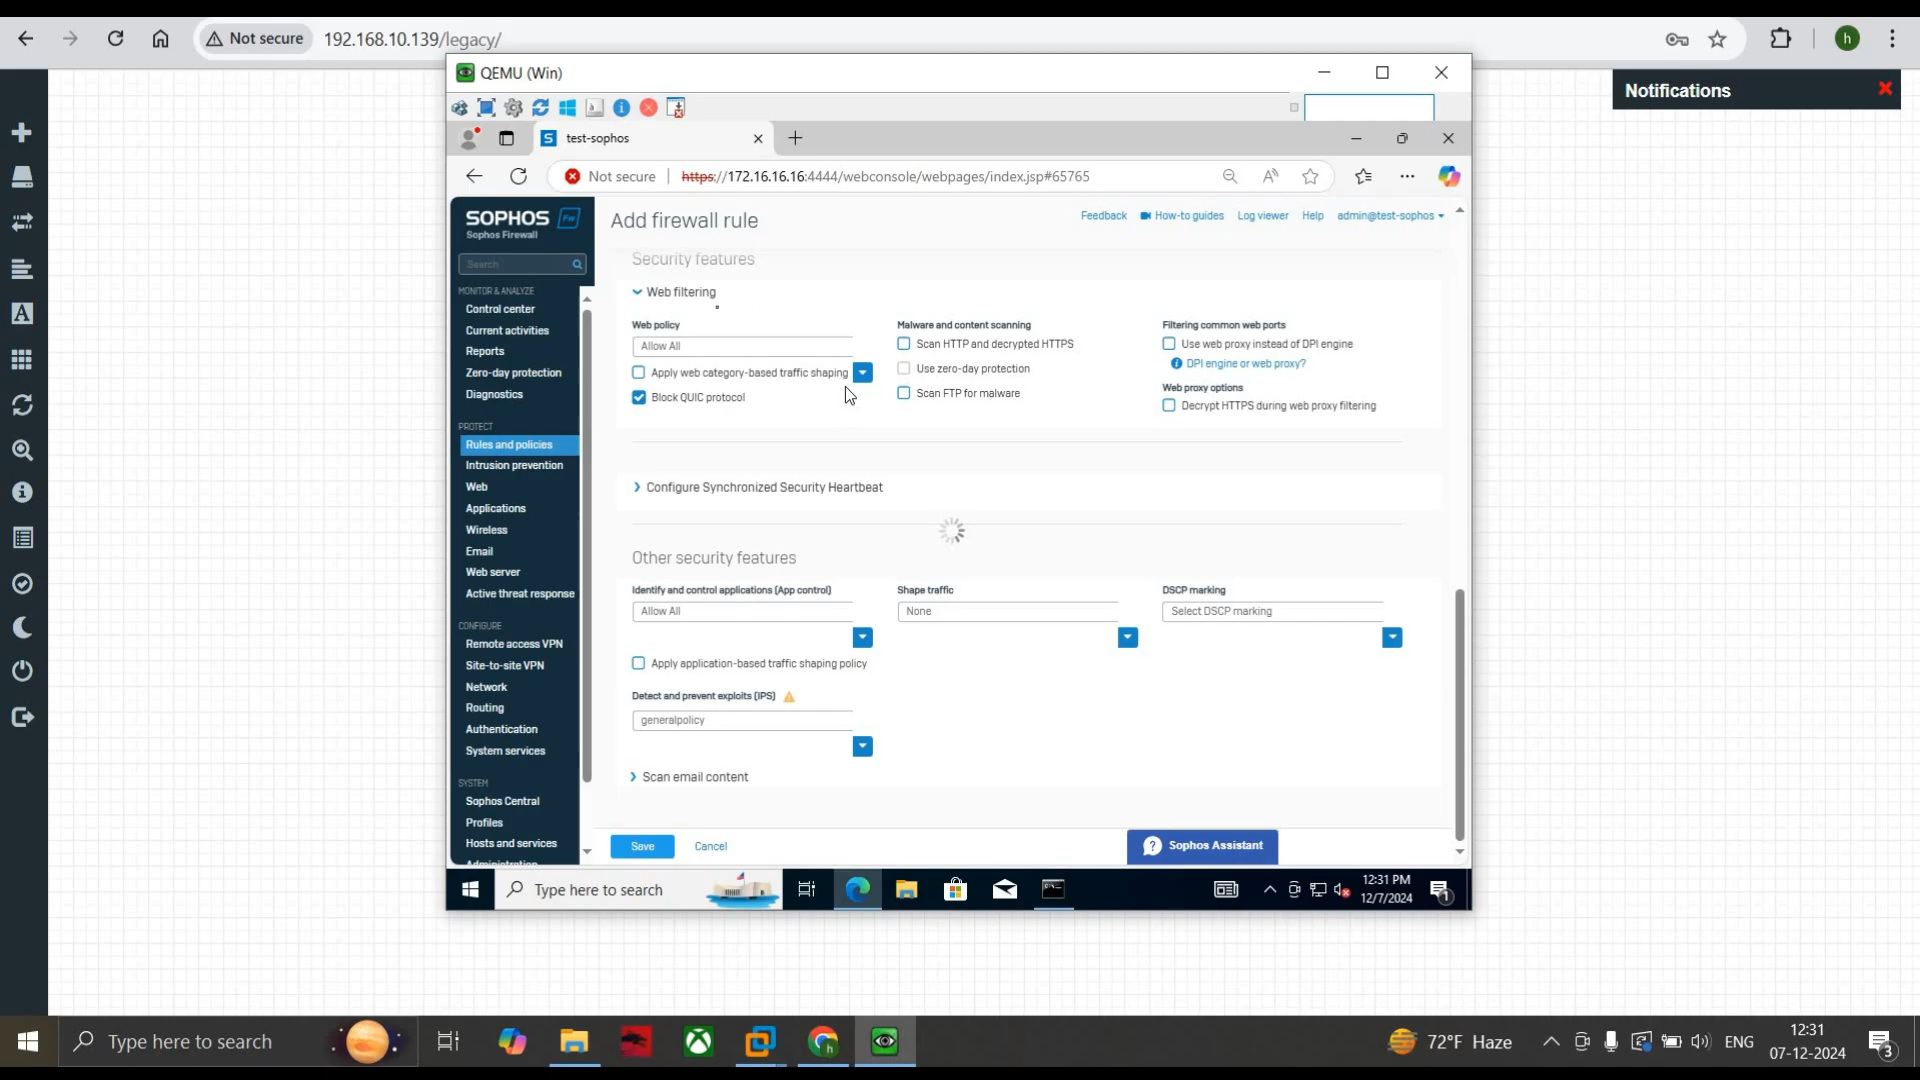 Not secure
192.168.10.139/legacy/
h
QEMU (Win)
Notifications
test-sophos
Not secure
https://172.16.16.16:4444/webconsole/webpages/index.jsp#65765
SOPHOS Fw
Sophos Firewall
Add firewall rule
Feedback
How-to guides
Log viewer
Help
admin@test-sophos
Search
MONITOR & ANALYZE
Control center
Current activities
Reports
Zero-day protection
Diagnostics
PROTECT
Rules and policies
Intrusion prevention
Web
Applications
Wireless
Email
Web server
Active threat response
CONFIGURE
Remote access VPN
Site-to-site VPN
Network
Routing
Authentication
System services
SYSTEM
Sophos Central
Profiles
Hosts and services
Administration
Security features
Web filtering
Web policy
Allow All
Apply web category-based traffic shaping
Block QUIC protocol
Malware and content scanning
Scan HTTP and decrypted HTTPS
Use zero-day protection
Scan FTP for malware
Filtering common web ports
Use web proxy instead of DPI engine
DPI engine or web proxy?
Web proxy options
Decrypt HTTPS during web proxy filtering
Configure Synchronized Security Heartbeat
Other security features
Identify and control applications (App control)
Allow All
Apply application-based traffic shaping policy
Shape traffic
None
DSCP marking
Select DSCP marking
Detect and prevent exploits (IPS)
generalpolicy
Scan email content
Save
Cancel
Sophos Assistant
Type here to search
12:31 PM
12/7/2024
1
Type here to search
72°F Haze
ENG
12:31
07-12-2024
3